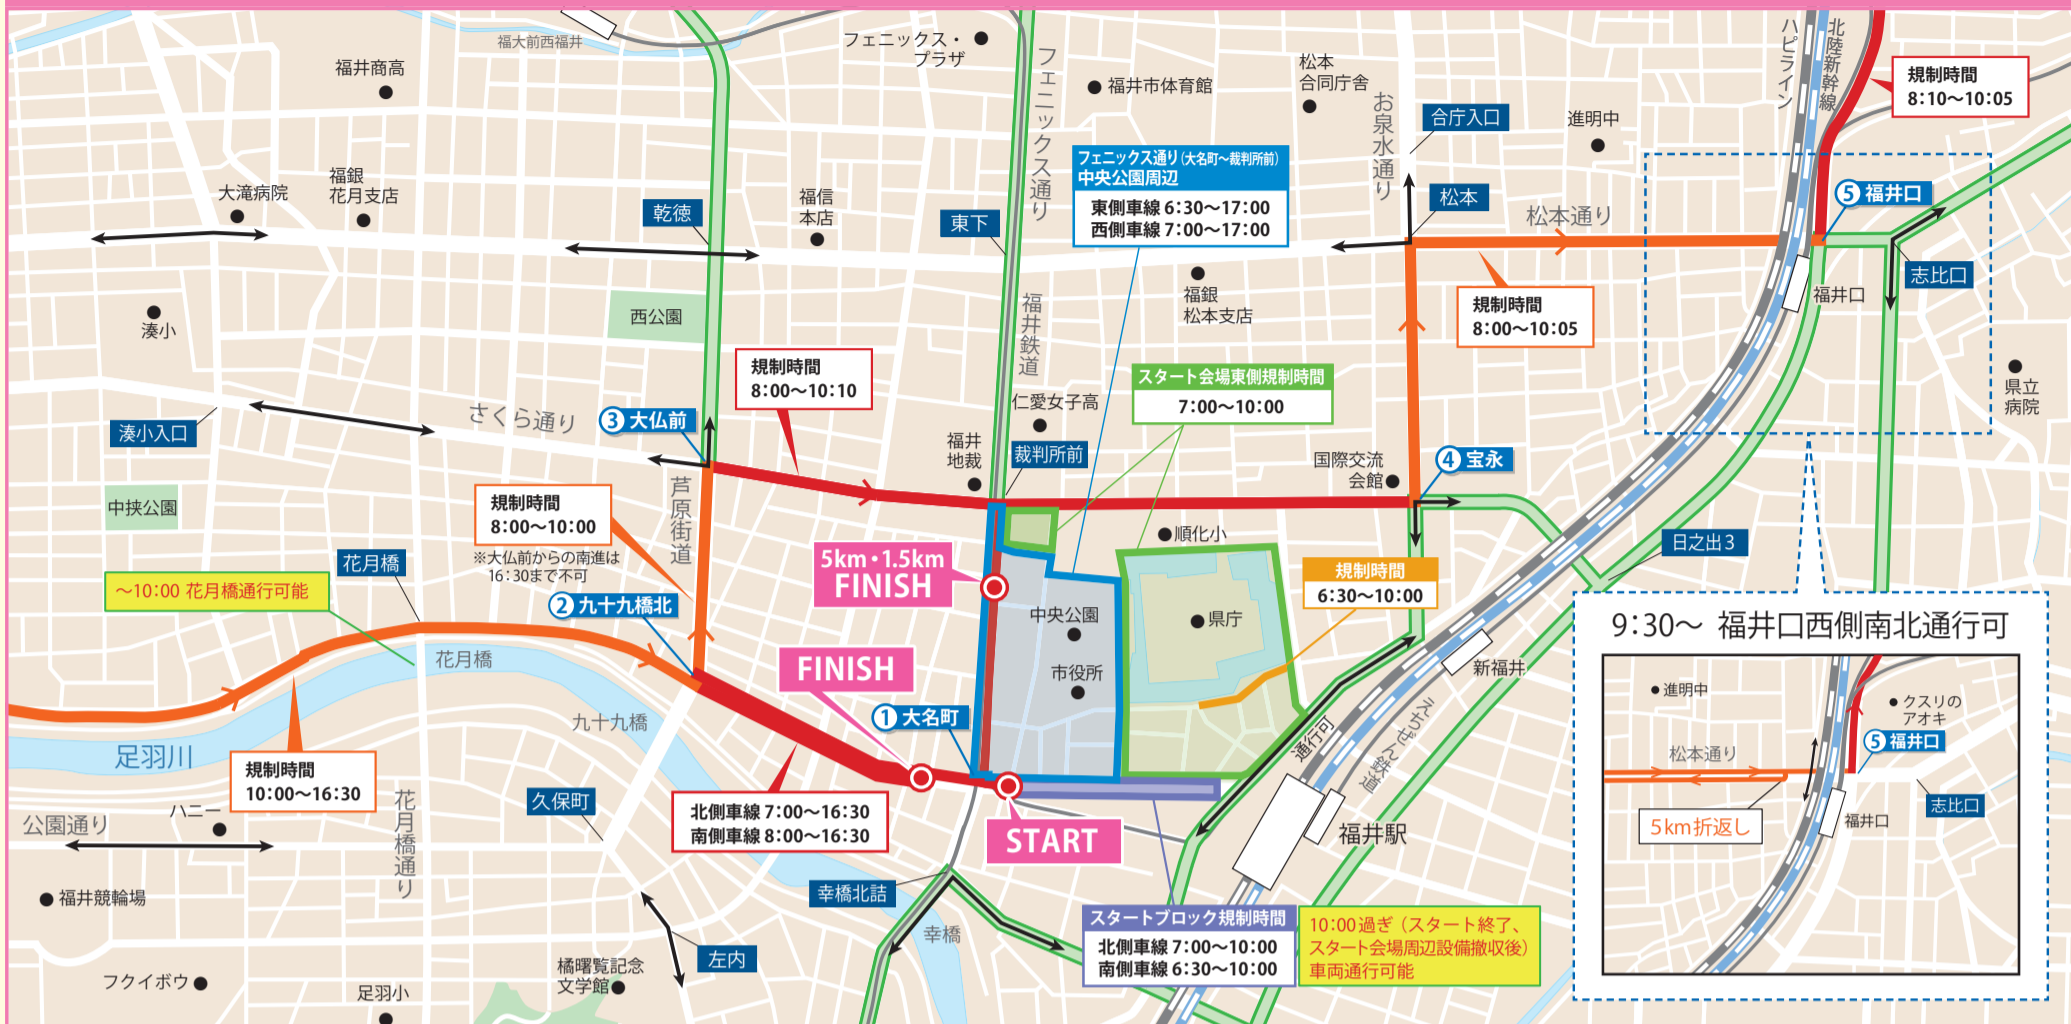 福大前西福井
福井商高
フェニックス・
プラザ
フェニックス通り
福井市体育館
松本
合同庁舎
お泉水通り
合庁入口
進明中
ハピライン
北陸新幹線
規制時間
8:10〜10:05
大滝病院
福銀
花月支店
乾徳
福信
本店
東下
フェニックス通り(大名町〜裁判所前)
中央公園周辺
東側車線 6:30〜17:00
西側車線 7:00〜17:00
松本
松本通り
⑤ 福井口
志比口
福井口
湊小
西公園
福井鉄道
福銀
松本支店
規制時間
8:00〜10:05
規制時間
8:00〜10:10
スタート会場東側規制時間
7:00〜10:00
県立
病院
湊小入口
さくら通り
③ 大仏前
仁愛女子高
福井
地裁
裁判所前
国際交流
会館
④ 宝永
中挟公園
規制時間
8:00〜10:00
※大仏前からの南進は
16:30まで不可
芦原街道
順化小
日之出3
花月橋
〜10:00 花月橋通行可能
② 九十九橋北
5km・1.5km
FINISH
中央公園
市役所
県庁
規制時間
6:30〜10:00
新福井
花月橋
FINISH
① 大名町
九十九橋
足羽川
規制時間
10:00〜16:30
通行可
えちぜん鉄道
9:30〜 福井口西側南北通行可
進明中
クスリの
アオキ
松本通り
⑤ 福井口
5km折返し
志比口
福井口
公園通り
ハニー
花月橋通り
久保町
北側車線 7:00〜16:30
南側車線 8:00〜16:30
START
福井駅
福井競輪場
幸橋北詰
幸橋
スタートブロック規制時間
北側車線 7:00〜10:00
南側車線 6:30〜10:00
10:00過ぎ(スタート終了、
スタート会場周辺設備撤収後)
車両通行可能
左内
フクイボウ
足羽小
橘曙覧記念
文学館